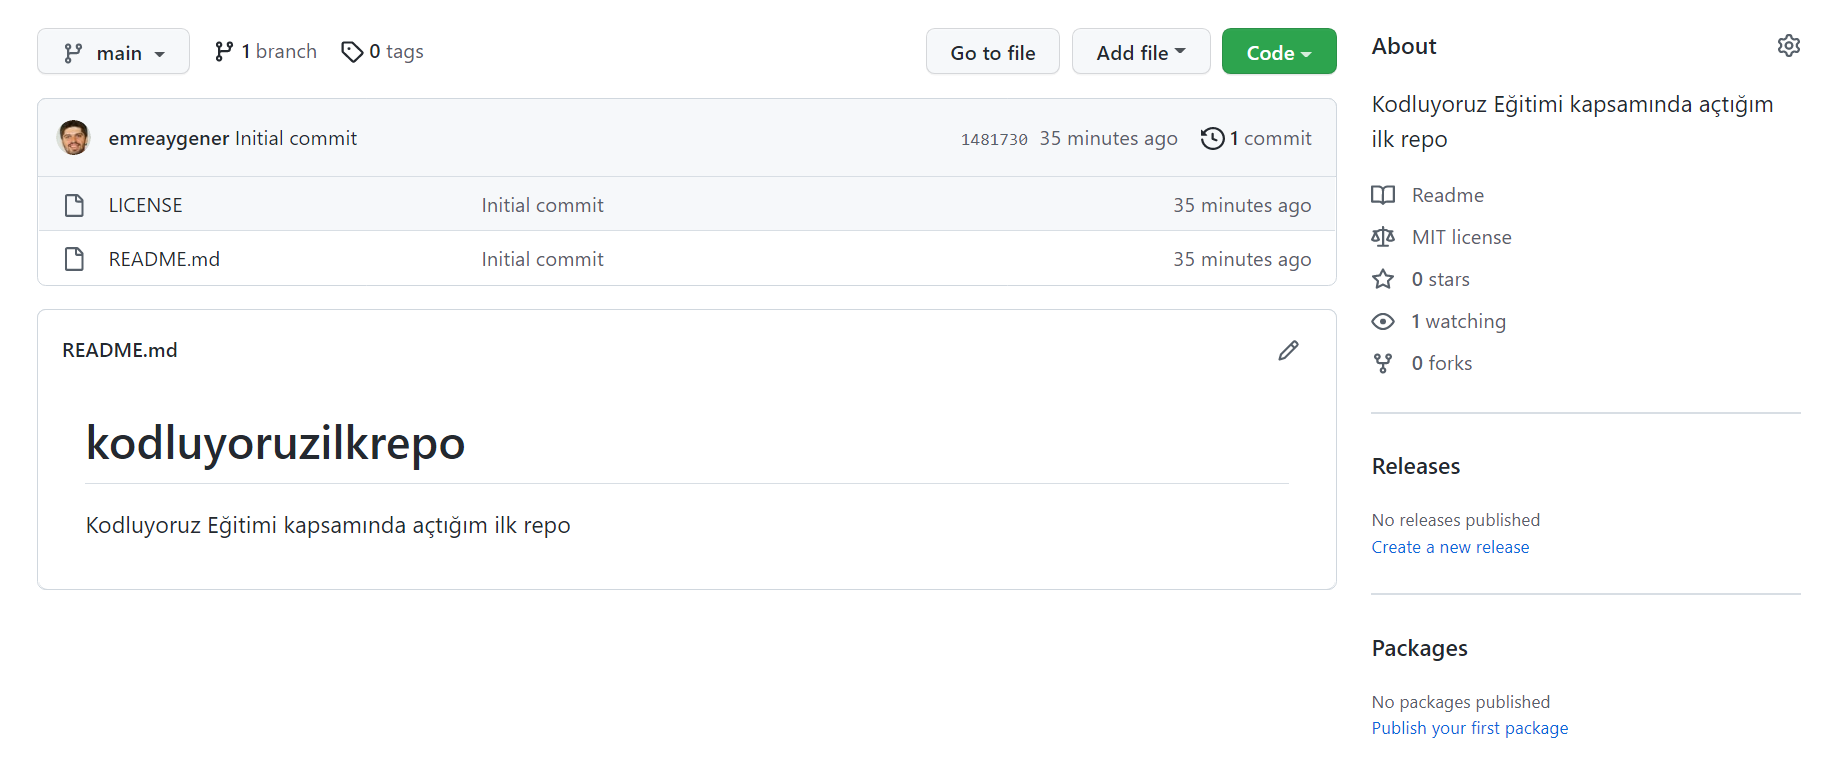 main
1 branch
0 tags
Go to file
Add file
Code
emreaygener Initial commit
1481730 35 minutes ago
1 commit
LICENSE Initial commit 35 minutes ago
README.md Initial commit 35 minutes ago
README.md
kodluyoruzilkrepo
Kodluyoruz Eğitimi kapsamında açtığım ilk repo
About
Kodluyoruz Eğitimi kapsamında açtığım
ilk repo
Readme
MIT license
0 stars
1 watching
0 forks
Releases
No releases published
Create a new release
Packages
No packages published
Publish your first package